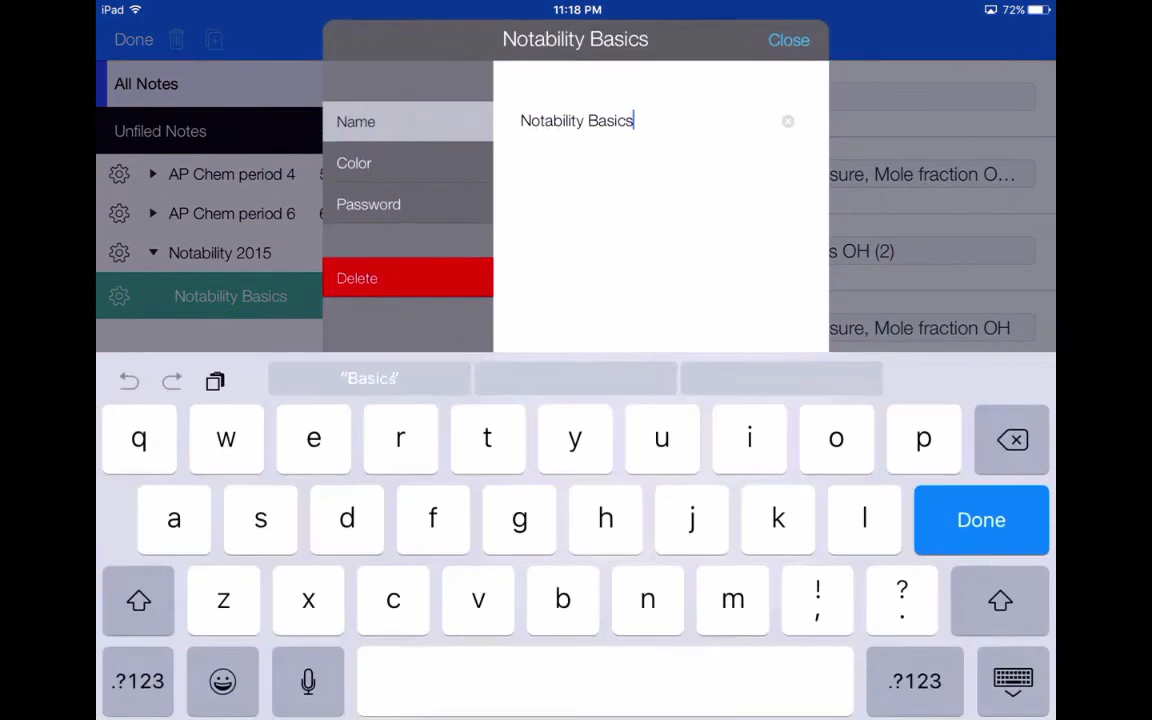 iPad 11:18 PM 72%
Done Notability Basics Close
All Notes
Unfiled Notes Name Notability Basics
Color
AP Chem period 4 sure, Mole fraction O...
AP Chem period 6 Password
Notability 2015 s OH (2)
Delete
Notability Basics
sure, Mole fraction OH
"Basics"
q w e r t y u i o p
a s d f g h j k l Done
z x c v b n m ! , ? .
.?123 .?123